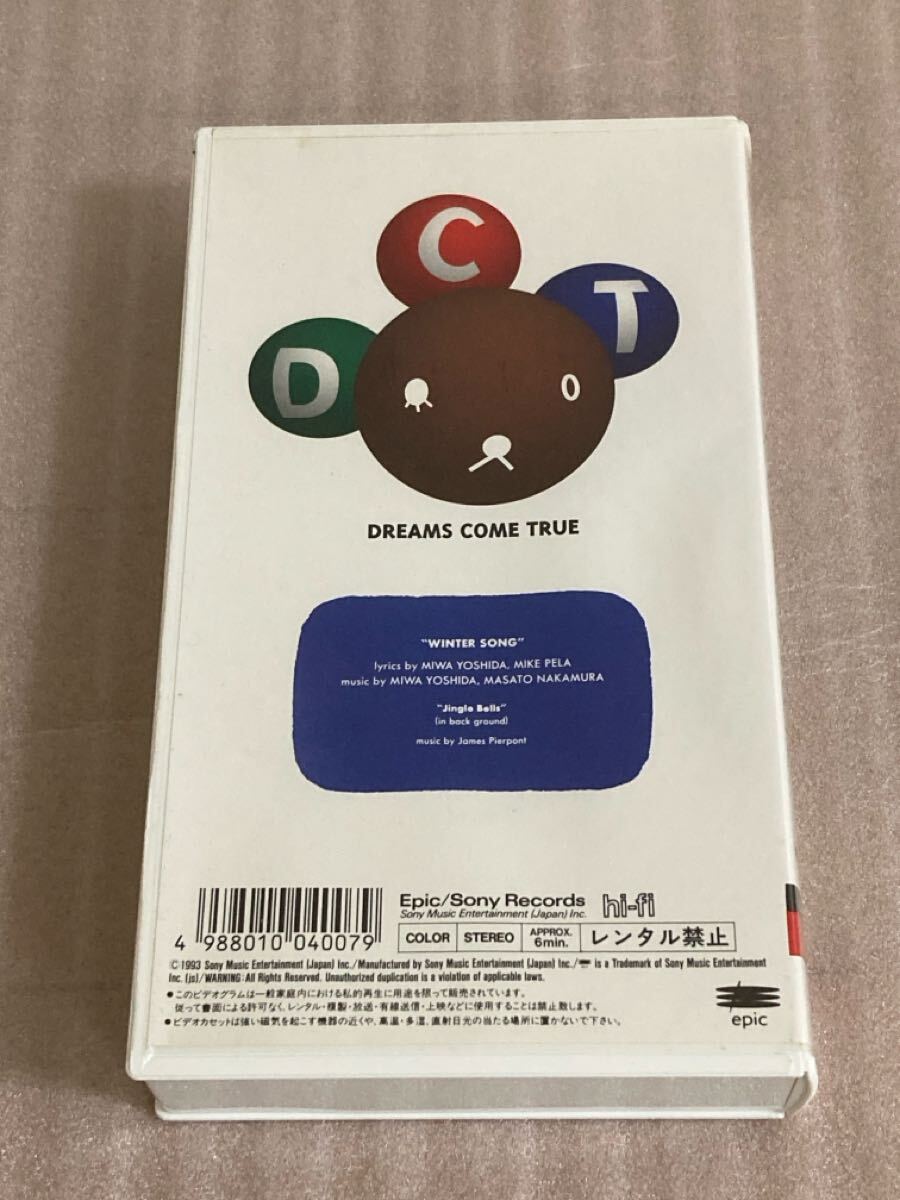 C
T
D
DREAMS COME TRUE
"WINTER SONG"
lyrics by MIWA YOSHIDA, MIKE PELA
music by MIWA YOSHIDA, MASATO NAKAMURA
"Jingle Bells"
(in back ground)
music by James Pierpont
Epic/Sony Records hi-fi
Sony Music Entertainment (Japan) Inc.
4 988010 040079
COLOR STEREO APPROX. 6min. レンタル禁止
Ⓒ1993 Sony Music Entertainment (Japan) Inc./Manufactured by Sony Music Entertainment (Japan) Inc./ is a Trademark of Sony Music Entertainment
Inc. (js)/WARNING:All Rights Reserved. Unauthorized duplication is a violation of applicable laws.
●このビデオグラムは一般家庭内における私的再生に用途を限って販売されています。
従って書面による許可なく、レンタル・複製・放送・有線送信・上映などに使用することは禁止致します。
●ビデオカセットは強い磁気を起こす機器の近くや、高温・多湿、直射日光の当たる場所に置かないで下さい。
epic